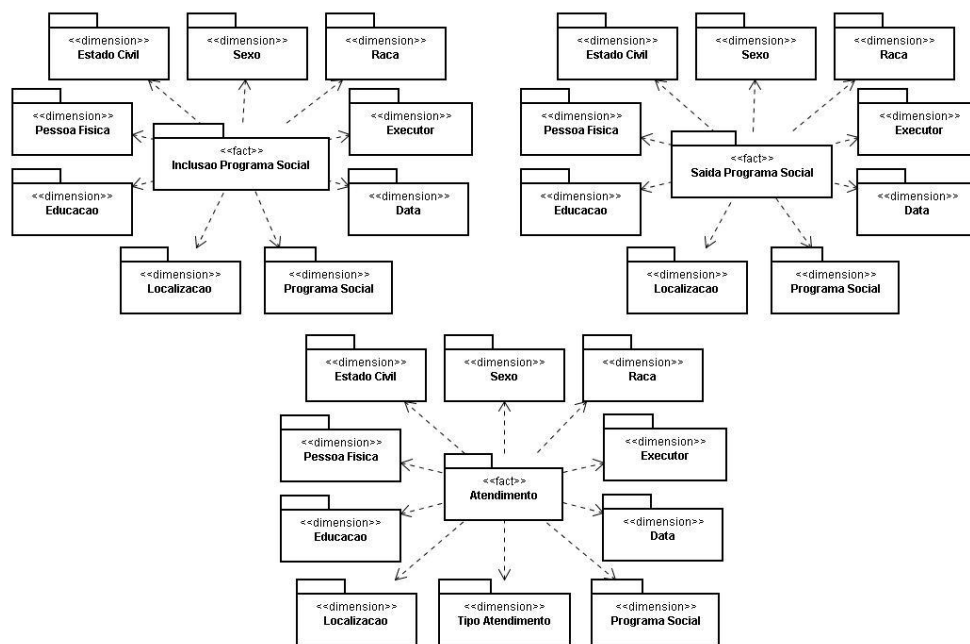 <<dimension>>
Estado Civil
<<dimension>>
Sexo
<<dimension>>
Raca
<<dimension>>
Pessoa Fisica
<<dimension>>
Executor
<<fact>>
Inclusao Programa Social
<<dimension>>
Educacao
<<dimension>>
Data
<<dimension>>
Localizacao
<<dimension>>
Programa Social
<<dimension>>
Estado Civil
<<dimension>>
Sexo
<<dimension>>
Raca
<<dimension>>
Pessoa Fisica
<<dimension>>
Executor
<<fact>>
Saida Programa Social
<<dimension>>
Educacao
<<dimension>>
Data
<<dimension>>
Localizacao
<<dimension>>
Programa Social
<<dimension>>
Estado Civil
<<dimension>>
Sexo
<<dimension>>
Raca
<<dimension>>
Pessoa Fisica
<<dimension>>
Executor
<<fact>>
Atendimento
<<dimension>>
Educacao
<<dimension>>
Data
<<dimension>>
Localizacao
<<dimension>>
Tipo Atendimento
<<dimension>>
Programa Social